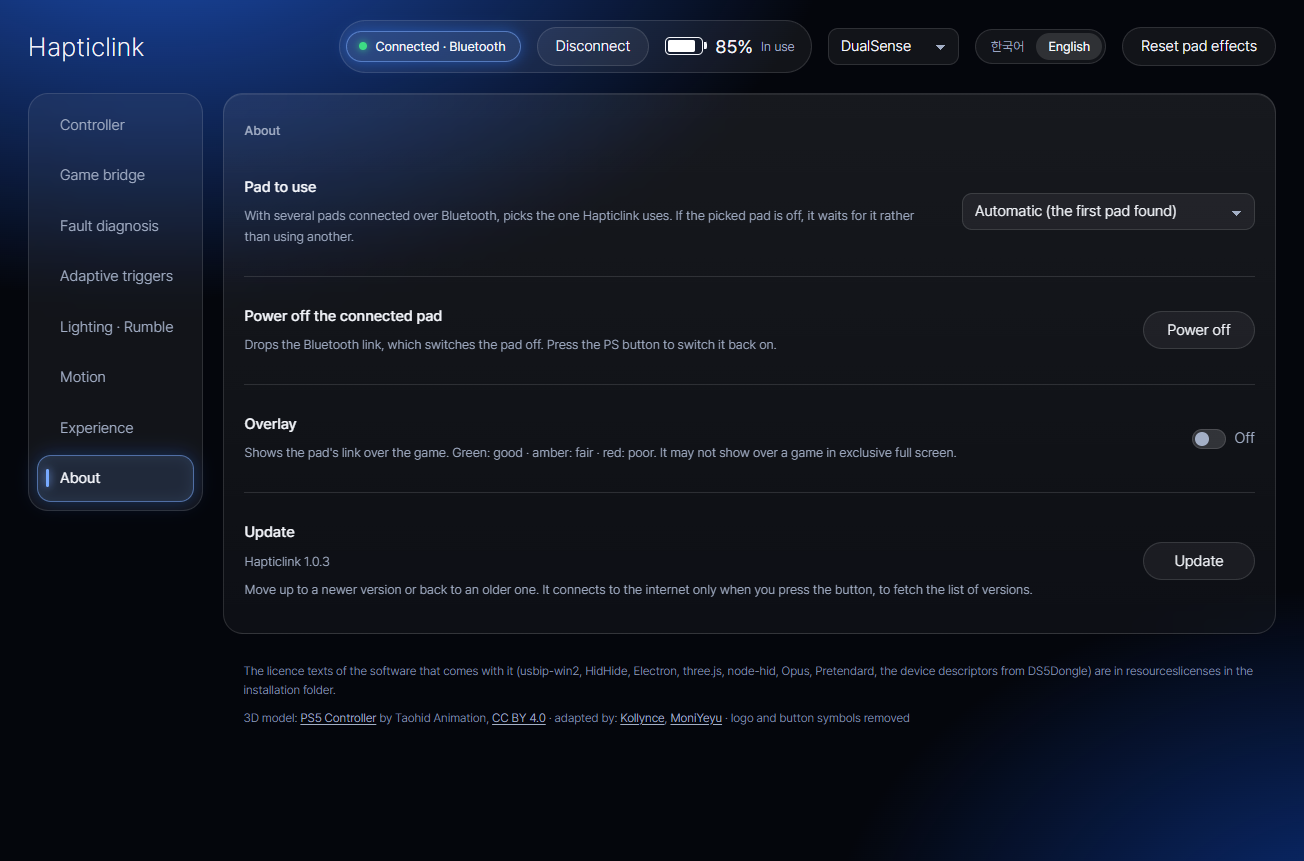 Hapticlink
Connected · Bluetooth
Disconnect
85% In use
DualSense
한국어
English
Reset pad effects
Controller
Game bridge
Fault diagnosis
Adaptive triggers
Lighting · Rumble
Motion
Experience
About
About
Pad to use
With several pads connected over Bluetooth, picks the one Hapticlink uses. If the picked pad is off, it waits for it rather
than using another.
Automatic (the first pad found)
Power off the connected pad
Drops the Bluetooth link, which switches the pad off. Press the PS button to switch it back on.
Power off
Overlay
Shows the pad's link over the game. Green: good · amber: fair · red: poor. It may not show over a game in exclusive full screen.
Off
Update
Hapticlink 1.0.3
Move up to a newer version or back to an older one. It connects to the internet only when you press the button, to fetch the list of versions.
Update
The licence texts of the software that comes with it (usbip-win2, HidHide, Electron, three.js, node-hid, Opus, Pretendard, the device descriptors from DS5Dongle) are in resourceslicenses in the
installation folder.
3D model: PS5 Controller by Taohid Animation, CC BY 4.0 · adapted by: Kollynce, MoniYeyu · logo and button symbols removed